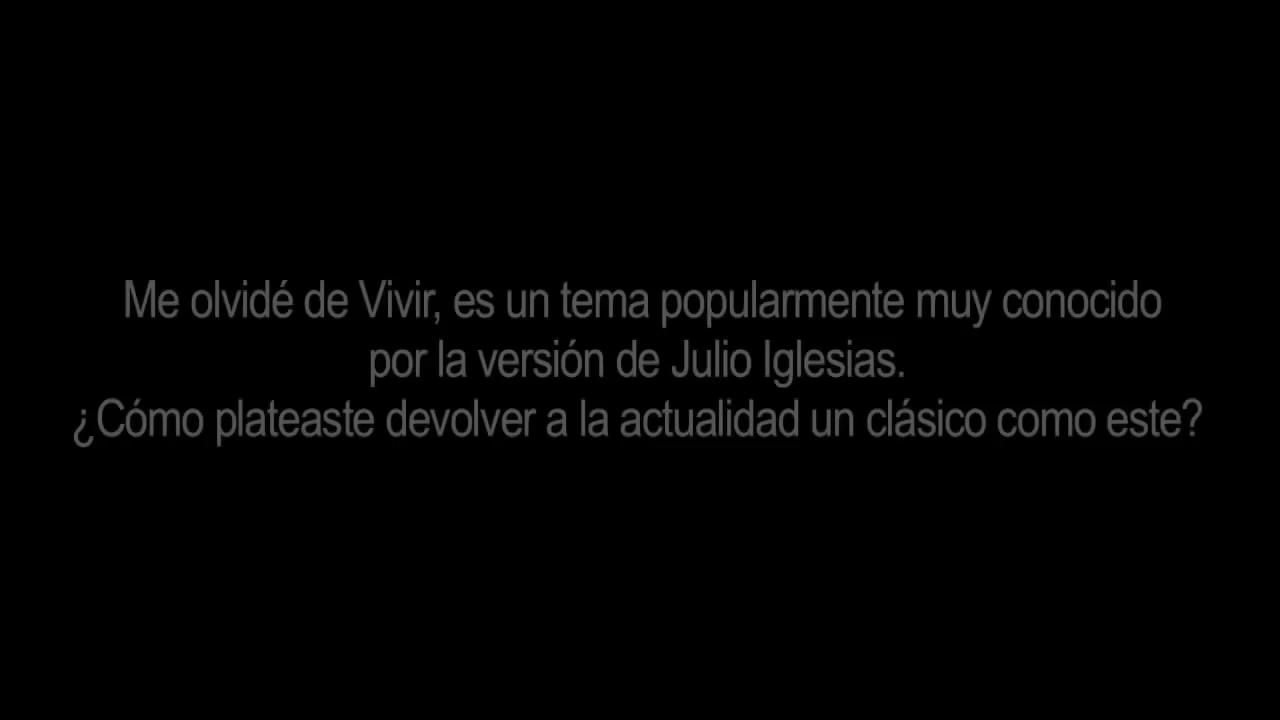 Me olvidé de Vivir, es un tema popularmente muy conocido
por la versión de Julio Iglesias.
¿Cómo plateaste devolver a la actualidad un clásico como este?